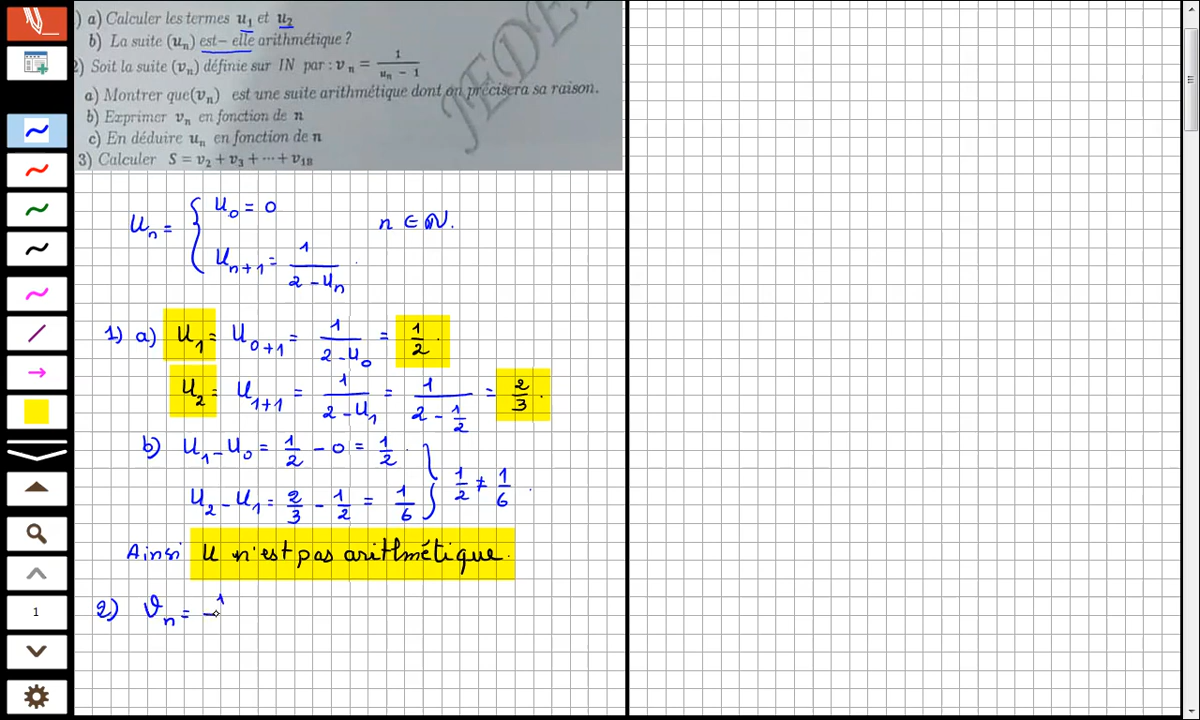 ) a) Calculer les termes u₁ et u₂
b) La suite (uₙ) est- elle arithmétique ?
2) Soit la suite (vₙ) définie sur IN par : vₙ = 1/(uₙ − 1)
a) Montrer que(vₙ) est une suite arithmétique dont on précisera sa raison.
b) Exprimer vₙ en fonction de n
c) En déduire uₙ en fonction de n
3) Calculer S = v₂ + v₃ + ··· + v₁₈
JEDE
Uₙ = { U₀ = 0 n ∈ ℕ.
Uₙ₊₁ = 1/(2 − Uₙ)
1) a) U₁ = U₀₊₁ = 1/(2 − U₀) = 1/2.
U₂ = U₁₊₁ = 1/(2 − U₁) = 1/(2 − 1/2) = 2/3.
b) U₁ − U₀ = 1/2 − 0 = 1/2.
U₂ − U₁ = 2/3 − 1/2 = 1/6 } 1/2 ≠ 1/6.
Ainsi U n'est pas arithmétique.
2) ϑₙ = 1
1